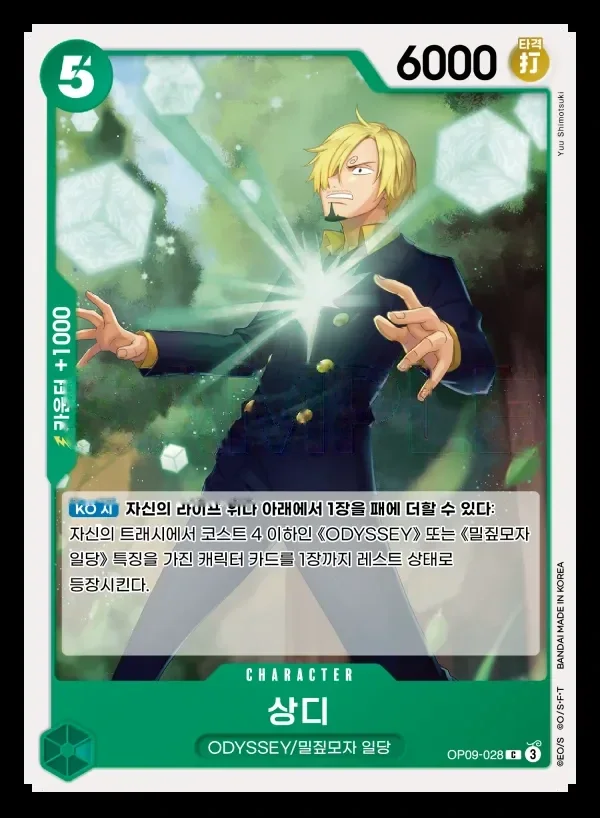 5
6000
타격
打
Yuu Shimotsuki
카운터 +1000
SAMPLE
KO 시 자신의 라이프 위나 아래에서 1장을 패에 더할 수 있다:
자신의 트래시에서 코스트 4 이하인 《ODYSSEY》 또는 《밀짚모자
일당》 특징을 가진 캐릭터 카드를 1장까지 레스트 상태로
등장시킨다.
BANDAI MADE IN KOREA
©EO/S ©O/S·F·T
CHARACTER
상디
ODYSSEY/밀짚모자 일당
OP09-028 C 3